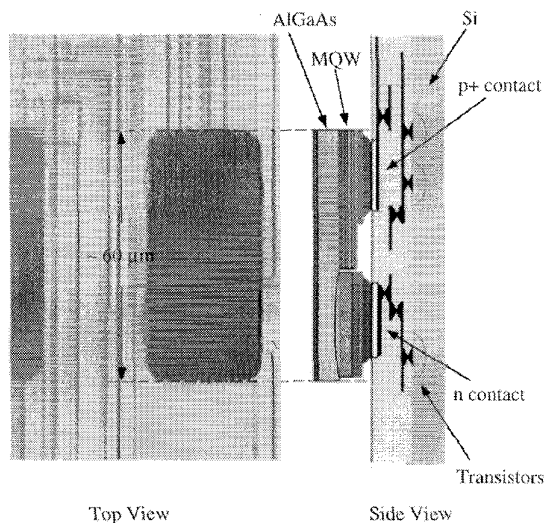 AlGaAs
Si
MQW
p+ contact
~ 60 µm
n contact
Transistors
Top View
Side View